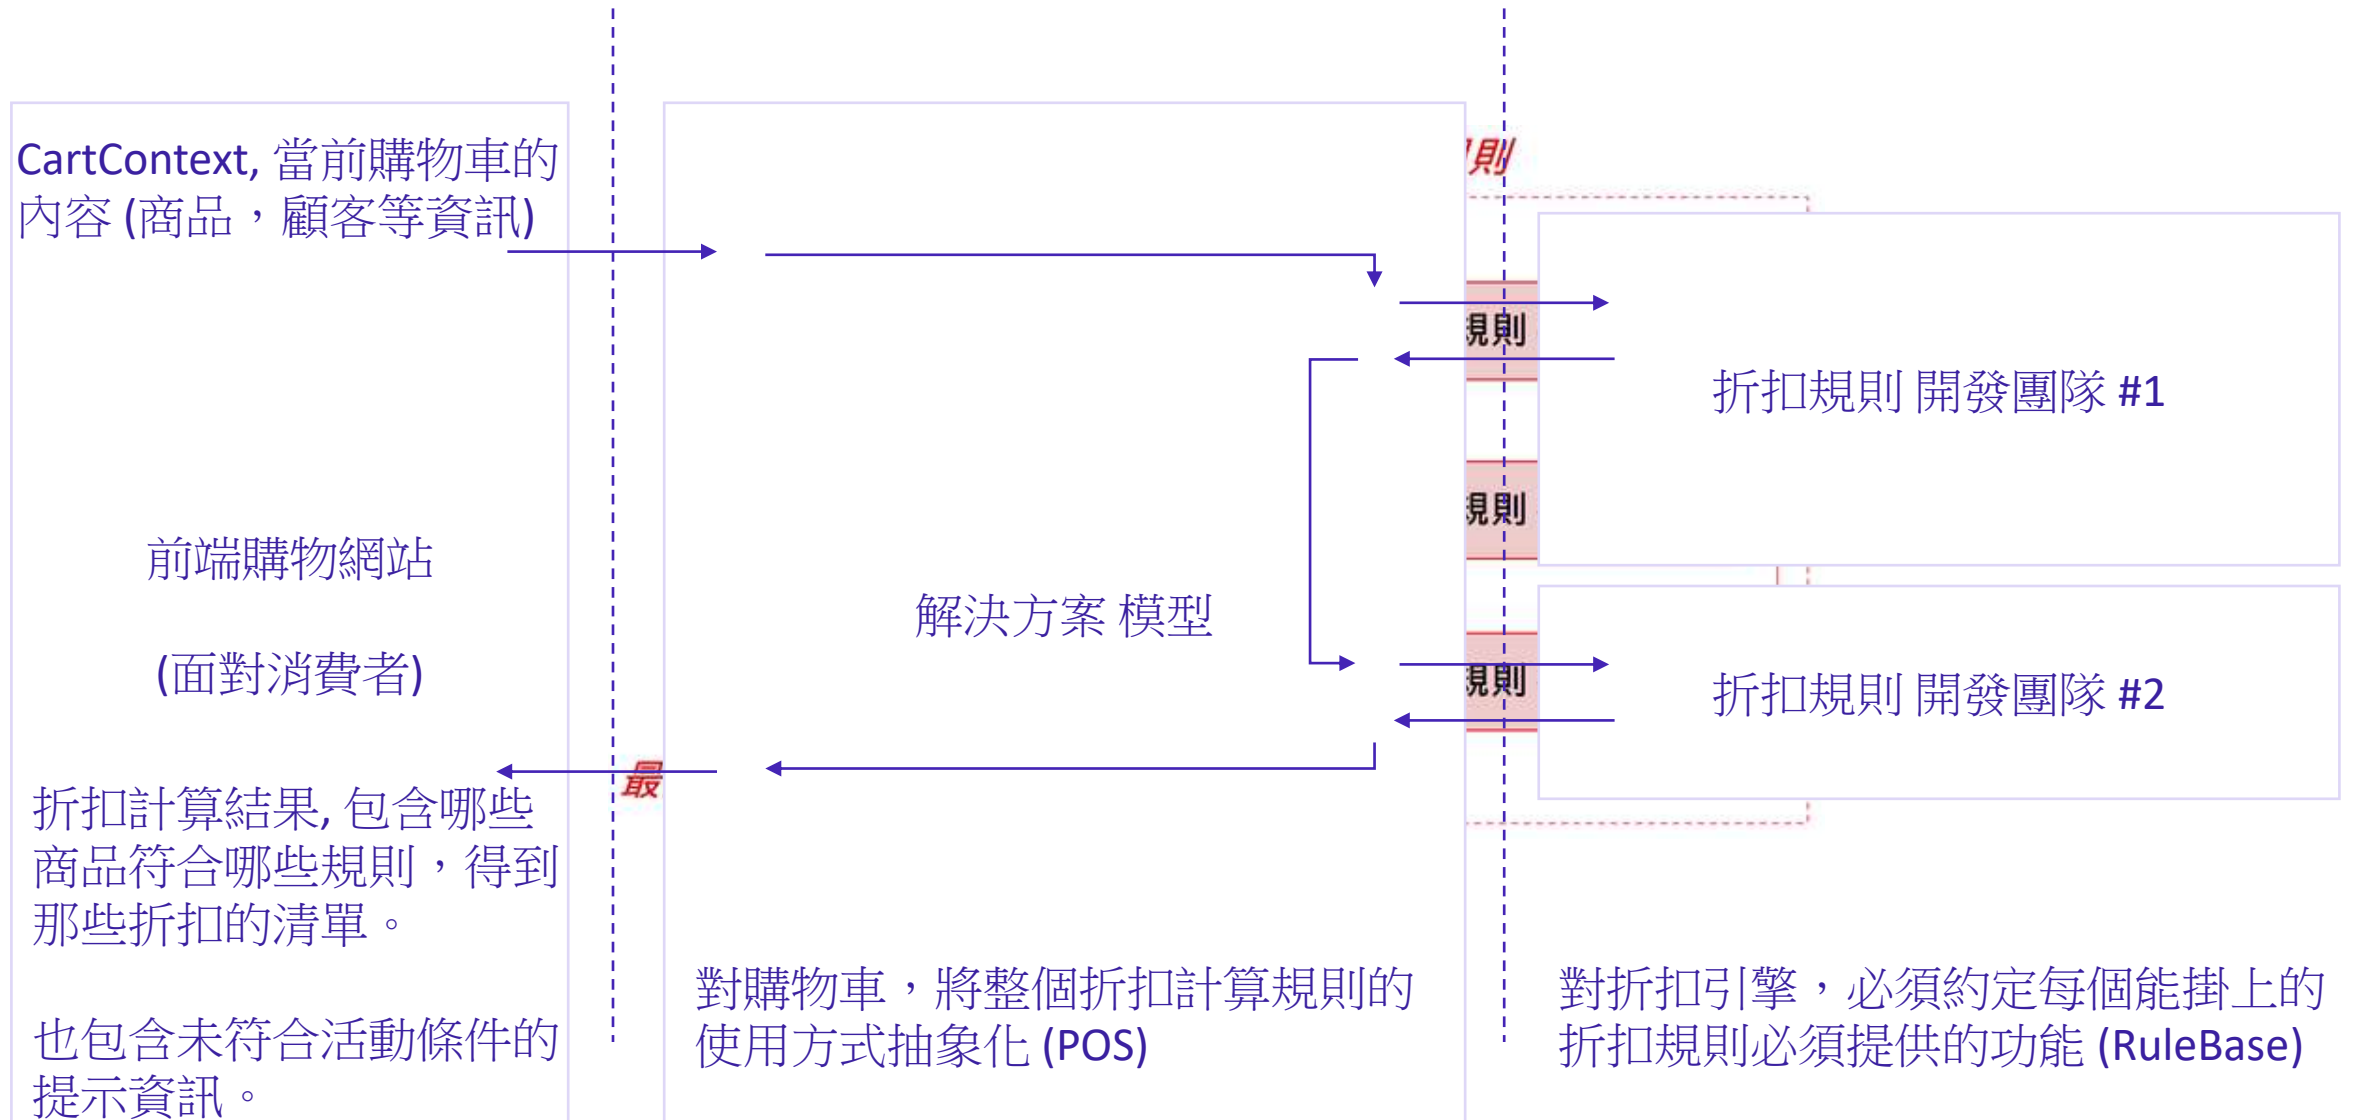 CartContext, 當前購物車的
內容 (商品，顧客等資訊)
前端購物網站
(面對消費者)
折扣計算結果, 包含哪些
商品符合哪些規則，得到
那些折扣的清單。
也包含未符合活動條件的
提示資訊。
最
解決方案 模型
對購物車，將整個折扣計算規則的
使用方式抽象化 (POS)
則
規則
規則
規則
折扣規則 開發團隊 #1
折扣規則 開發團隊 #2
對折扣引擎，必須約定每個能掛上的
折扣規則必須提供的功能 (RuleBase)